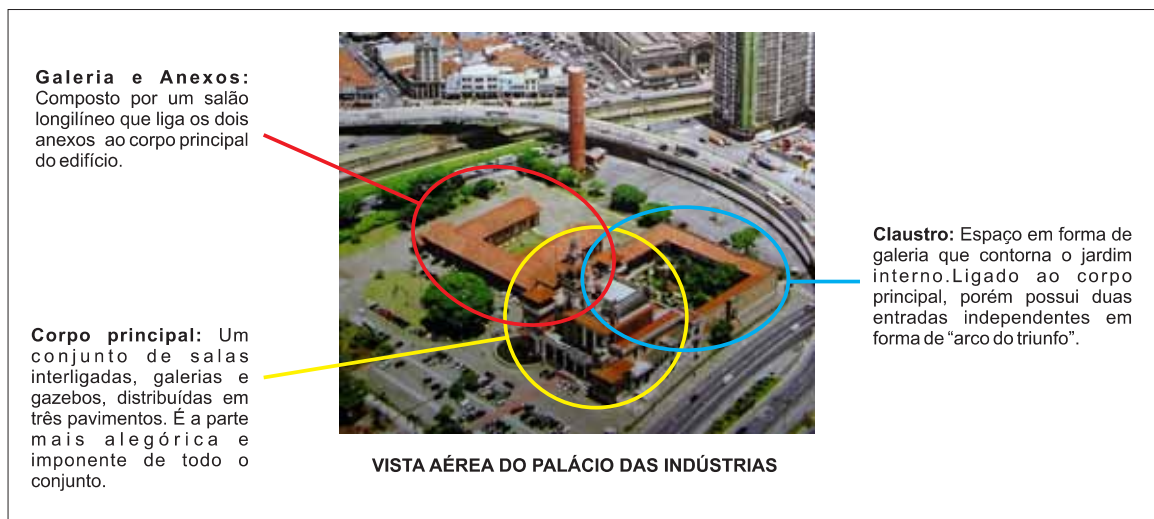 Galeria e Anexos:
Composto por um salão
longilíneo que liga os dois
anexos ao corpo principal
do edifício.
Claustro: Espaço em forma de
galeria que contorna o jardim
interno.Ligado ao corpo
principal, porém possui duas
entradas independentes em
forma de “arco do triunfo”.
Corpo principal: Um
conjunto de salas
interligadas, galerias e
gazebos, distribuídas em
três pavimentos. É a parte
mais alegórica e
imponente de todo o
conjunto.
VISTA AÉREA DO PALÁCIO DAS INDÚSTRIAS